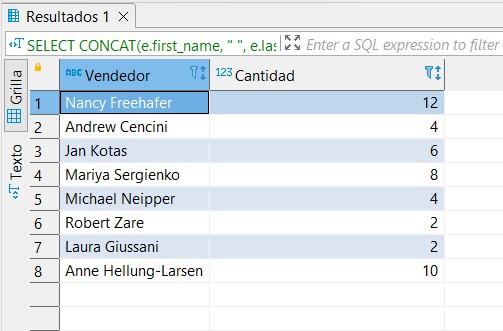 Resultados 1
SELECT CONCAT(e.first_name, " ", e.las
Enter a SQL expression to filter
Grilla
Texto
ABC Vendedor 123 Cantidad
1 Nancy Freehafer 12
2 Andrew Cencini 4
3 Jan Kotas 6
4 Mariya Sergienko 8
5 Michael Neipper 4
6 Robert Zare 2
7 Laura Giussani 2
8 Anne Hellung-Larsen 10